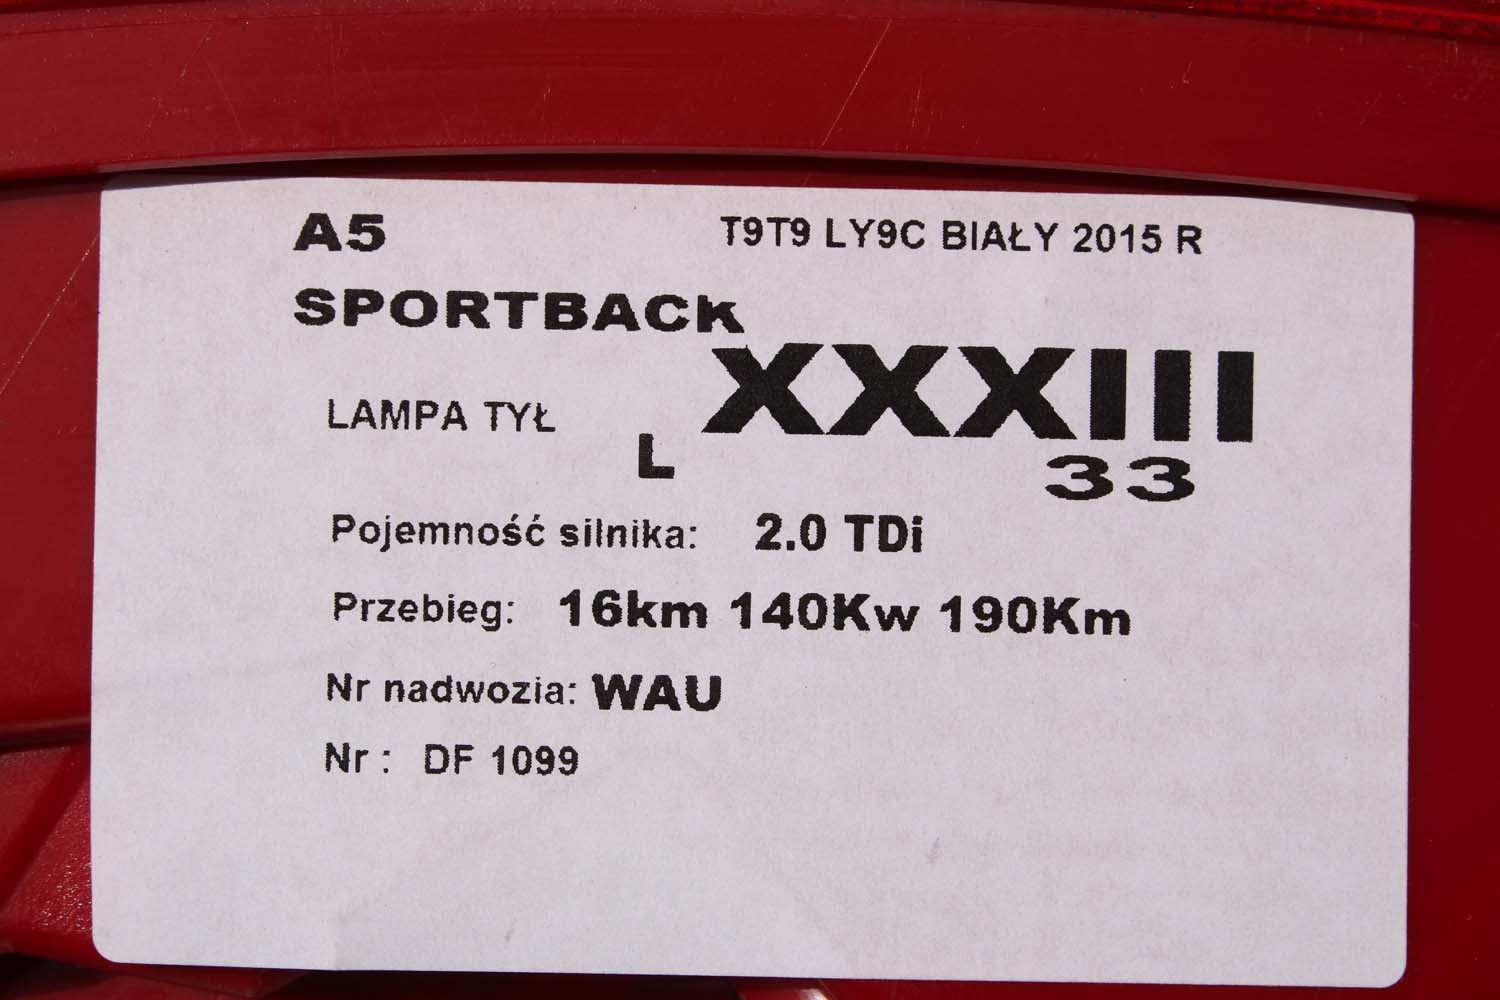 A5 T9T9 LY9C BIAŁY 2015 R
SPORTBACK
XXXIII
LAMPA TYŁ
L
33
Pojemność silnika: 2.0 TDi
Przebieg: 16km 140Kw 190Km
Nr nadwozia: WAU
Nr : DF 1099